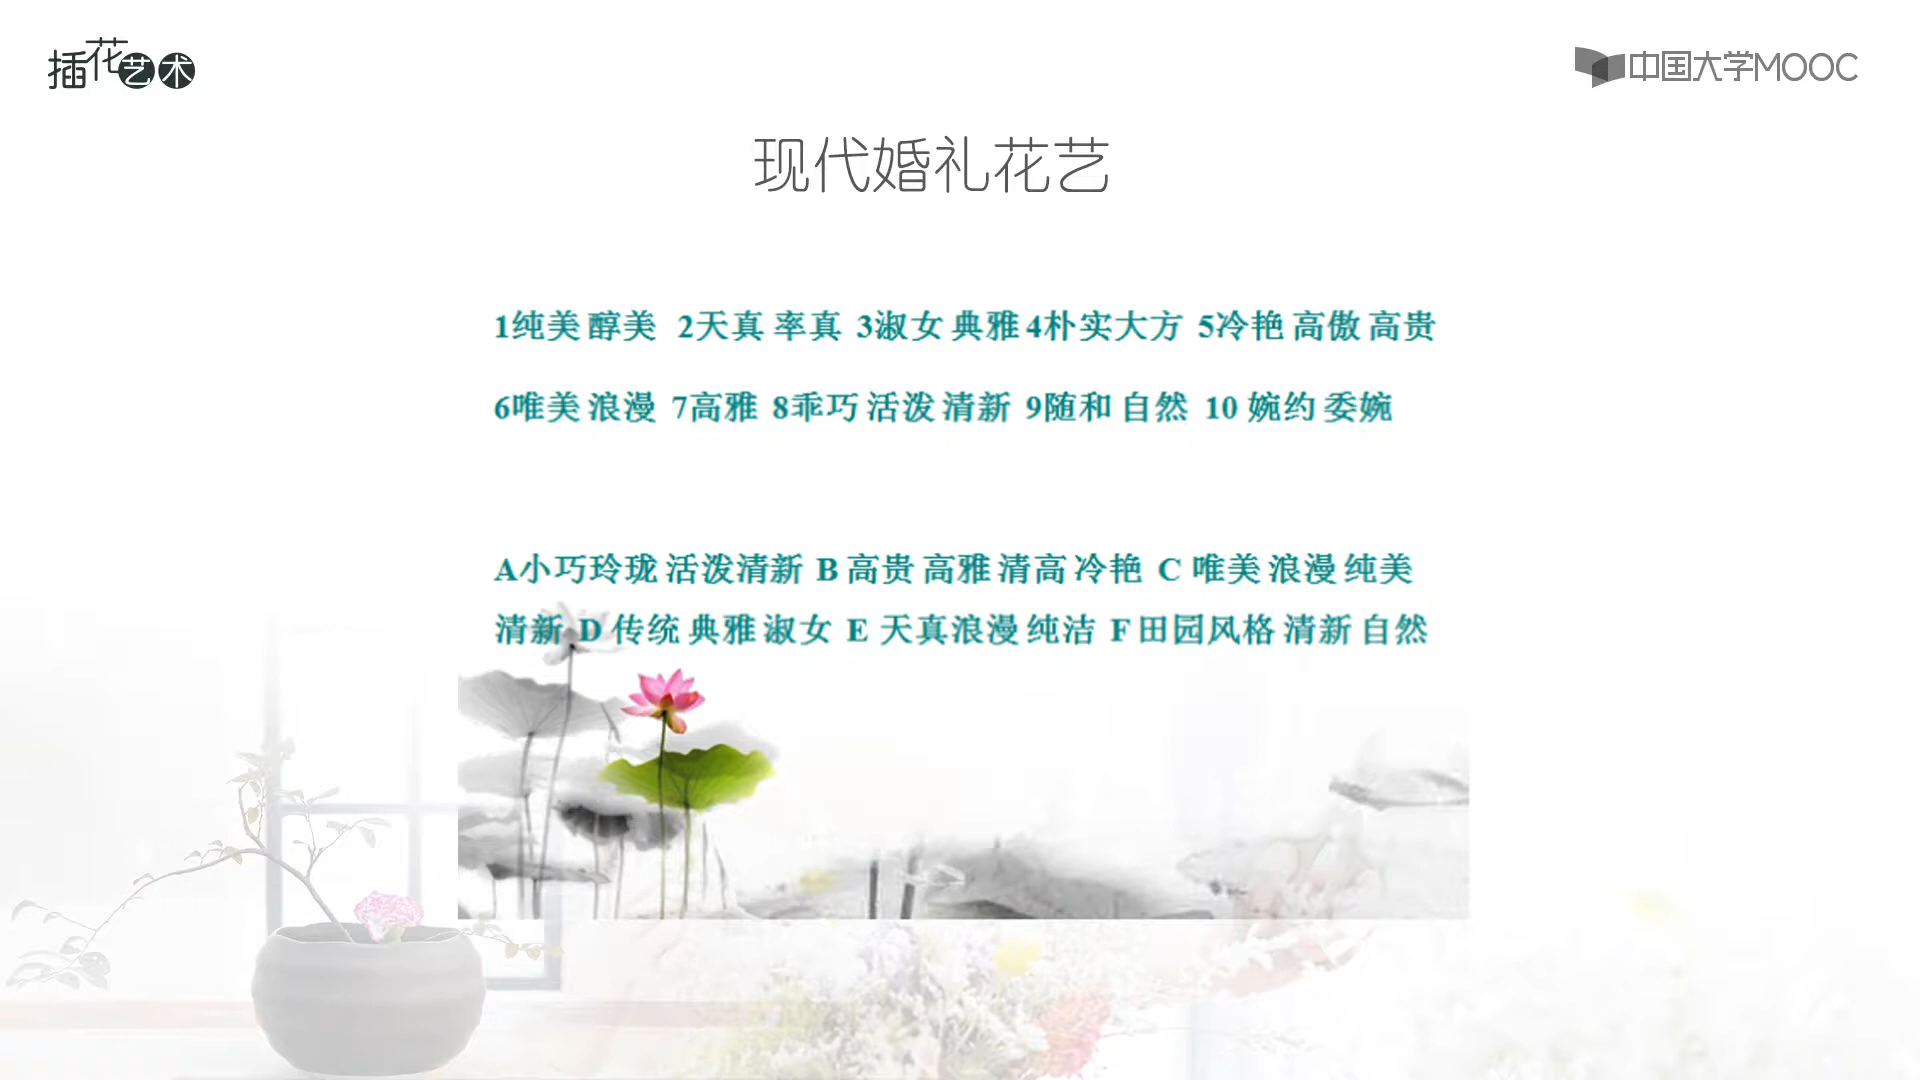 插花艺术
中国大学MOOC
现代婚礼花艺
1纯美 醇美 2天真 率真 3淑女 典雅 4朴实大方 5冷艳 高傲 高贵
6唯美 浪漫 7高雅 8乖巧 活泼 清新 9随和 自然 10 婉约 委婉
A小巧玲珑 活泼清新 B 高贵 高雅 清高 冷艳 C 唯美 浪漫 纯美
清新 D 传统 典雅 淑女 E 天真浪漫 纯洁 F 田园风格 清新 自然